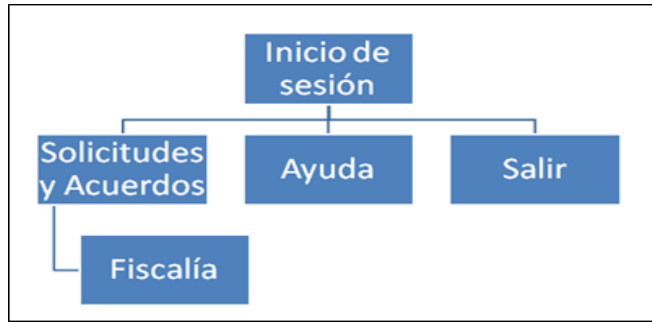 Inicio de
sesión
Solicitudes
y Acuerdos
Ayuda
Salir
Fiscalía